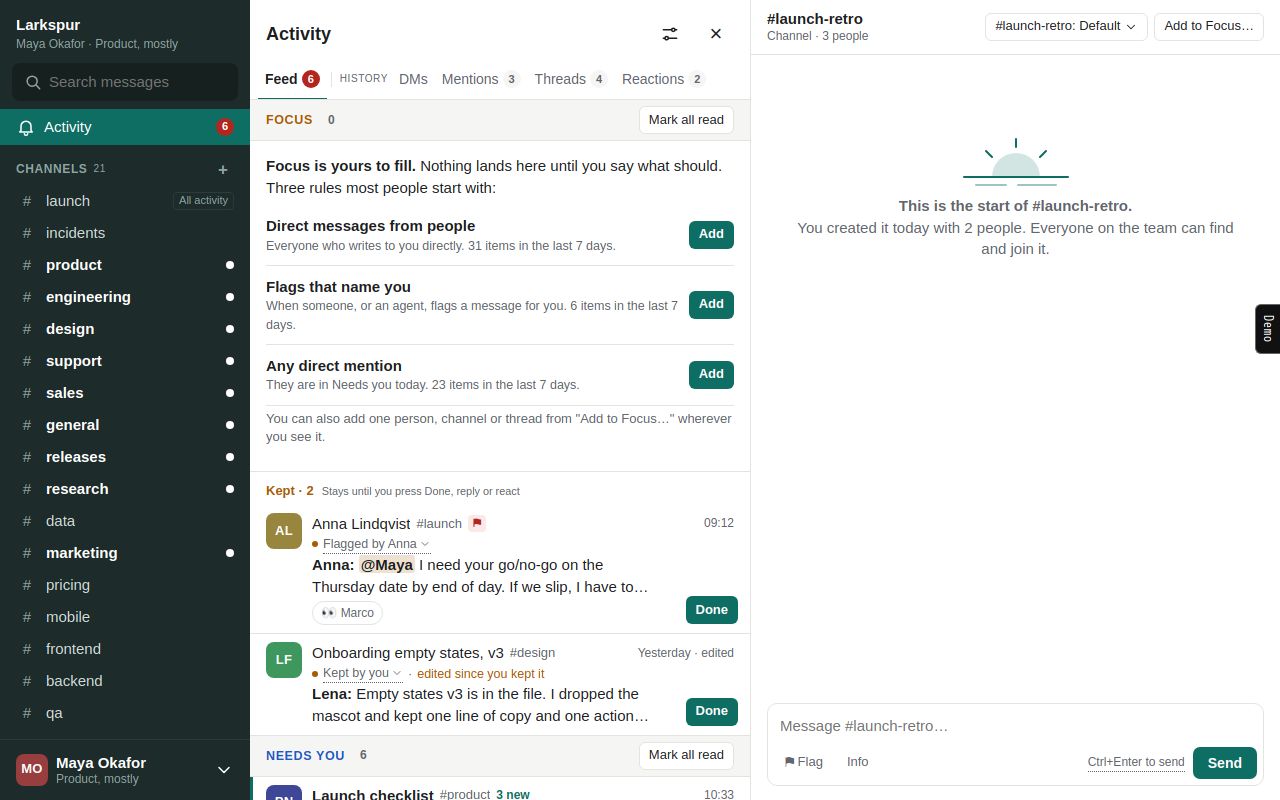 Larkspur
Maya Okafor · Product, mostly
Search messages
Activity 6
CHANNELS 21 +
# launch All activity
# incidents
# product
# engineering
# design
# support
# sales
# general
# releases
# research
# data
# marketing
# pricing
# mobile
# frontend
# backend
# qa
MO Maya Okafor
Product, mostly
Activity
Feed 6 HISTORY DMs Mentions 3 Threads 4 Reactions 2
FOCUS 0 Mark all read
Focus is yours to fill. Nothing lands here until you say what should.
Three rules most people start with:
Direct messages from people
Everyone who writes to you directly. 31 items in the last 7 days.
Add
Flags that name you
When someone, or an agent, flags a message for you. 6 items in the last 7
days.
Add
Any direct mention
They are in Needs you today. 23 items in the last 7 days.
Add
You can also add one person, channel or thread from "Add to Focus…" wherever
you see it.
Kept · 2 Stays until you press Done, reply or react
AL Anna Lindqvist #launch 09:12
Flagged by Anna
Anna: @Maya I need your go/no-go on the
Thursday date by end of day. If we slip, I have to…
Marco
Done
LF Onboarding empty states, v3 #design Yesterday · edited
Kept by you · edited since you kept it
Lena: Empty states v3 is in the file. I dropped the
mascot and kept one line of copy and one action…
Done
NEEDS YOU 6 Mark all read
Launch checklist #product 3 new 10:33
#launch-retro
Channel · 3 people
#launch-retro: Default
Add to Focus…
This is the start of #launch-retro.
You created it today with 2 people. Everyone on the team can find
and join it.
Demo
Message #launch-retro…
Flag Info Ctrl+Enter to send Send